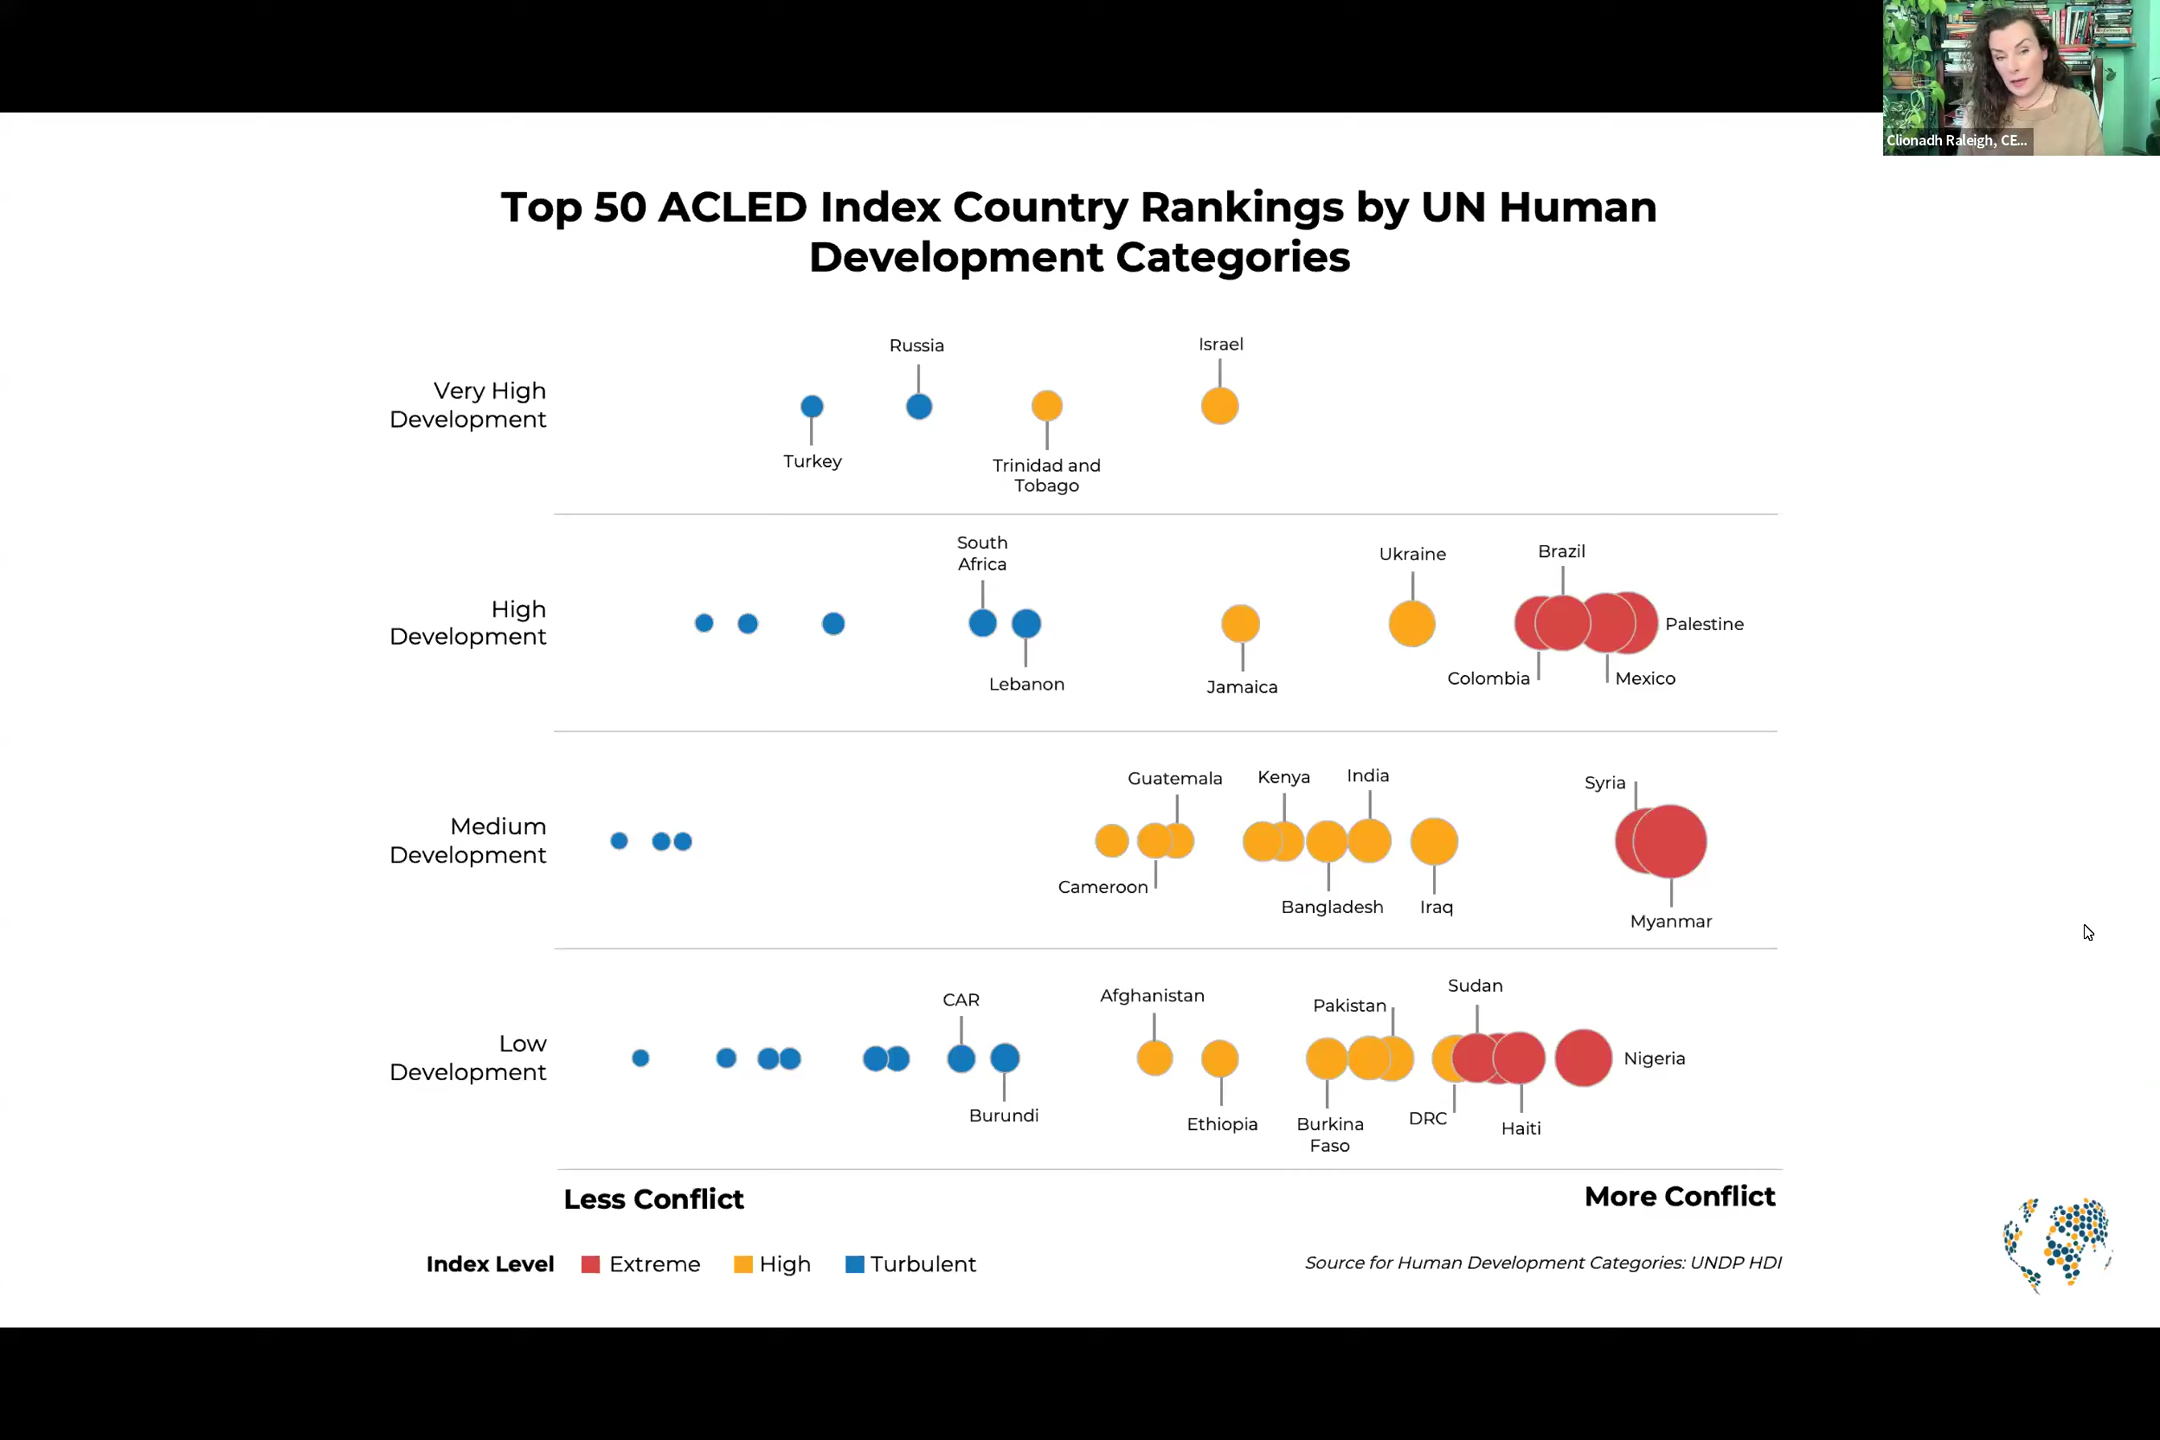 Clionadh Raleigh, CE...
Top 50 ACLED Index Country Rankings by UN Human
Development Categories
Very High
Development
Russia
Israel
Turkey
Trinidad and
Tobago
High
Development
South
Africa
Lebanon
Jamaica
Ukraine
Brazil
Colombia
Mexico
Palestine
Medium
Development
Guatemala
Kenya
India
Syria
Cameroon
Bangladesh
Iraq
Myanmar
Low
Development
CAR
Afghanistan
Pakistan
Sudan
Nigeria
Burundi
Ethiopia
Burkina
Faso
DRC
Haiti
Less Conflict
More Conflict
Index Level Extreme High Turbulent
Source for Human Development Categories: UNDP HDI